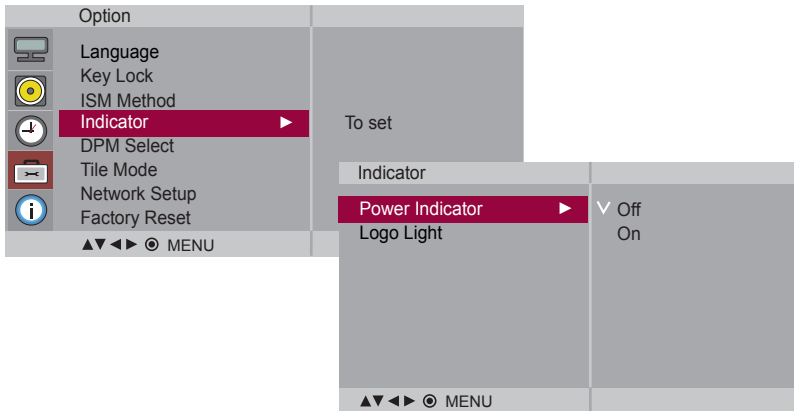 Option
Language
Key Lock
ISM Method
Indicator ► To set
DPM Select
Tile Mode
Network Setup
Factory Reset
▲▼◄► ◉ MENU
Indicator
Power Indicator ► ✓ Off
Logo Light On
▲▼◄► ◉ MENU